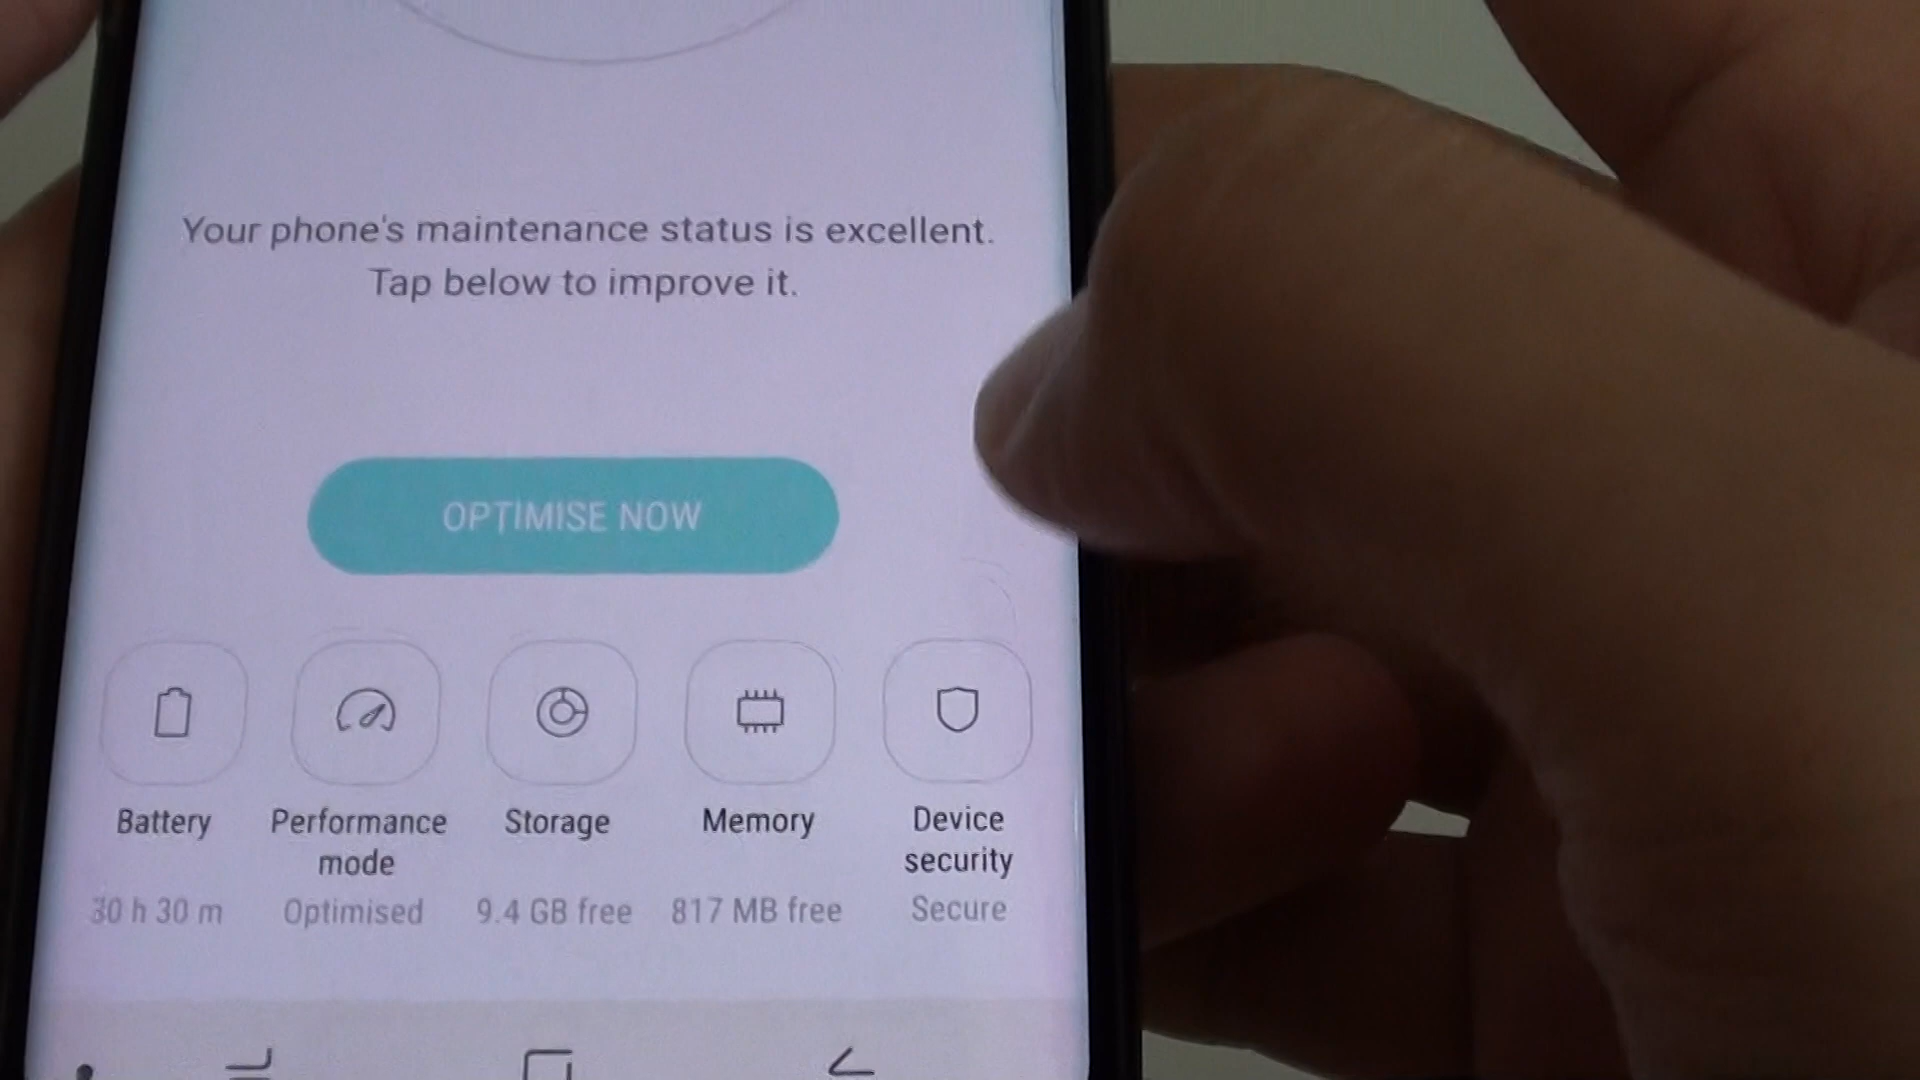 Your phone's maintenance status is excellent.
Tap below to improve it.
OPTIMISE NOW
Battery
Performance
mode
Storage
Memory
Device
security
30 h 30 m
Optimised
9.4 GB free
817 MB free
Secure